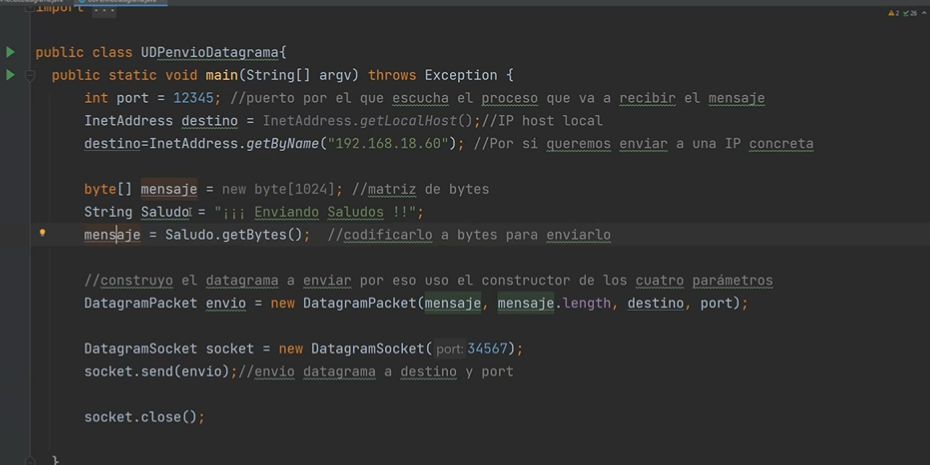 import ...
public class UDPenvioDatagrama{
public static void main(String[] argv) throws Exception {
int port = 12345; //puerto por el que escucha el proceso que va a recibir el mensaje
InetAddress destino = InetAddress.getLocalHost();//IP host local
destino=InetAddress.getByName("192.168.18.60"); //Por si queremos enviar a una IP concreta
byte[] mensaje = new byte[1024]; //matriz de bytes
String Saludo = "¡¡¡ Enviando Saludos !!";
mensaje = Saludo.getBytes(); //codificarlo a bytes para enviarlo
//construyo el datagrama a enviar por eso uso el constructor de los cuatro parámetros
DatagramPacket envio = new DatagramPacket(mensaje, mensaje.length, destino, port);
DatagramSocket socket = new DatagramSocket( port: 34567);
socket.send(envio);//envio datagrama a destino y port
socket.close();
}